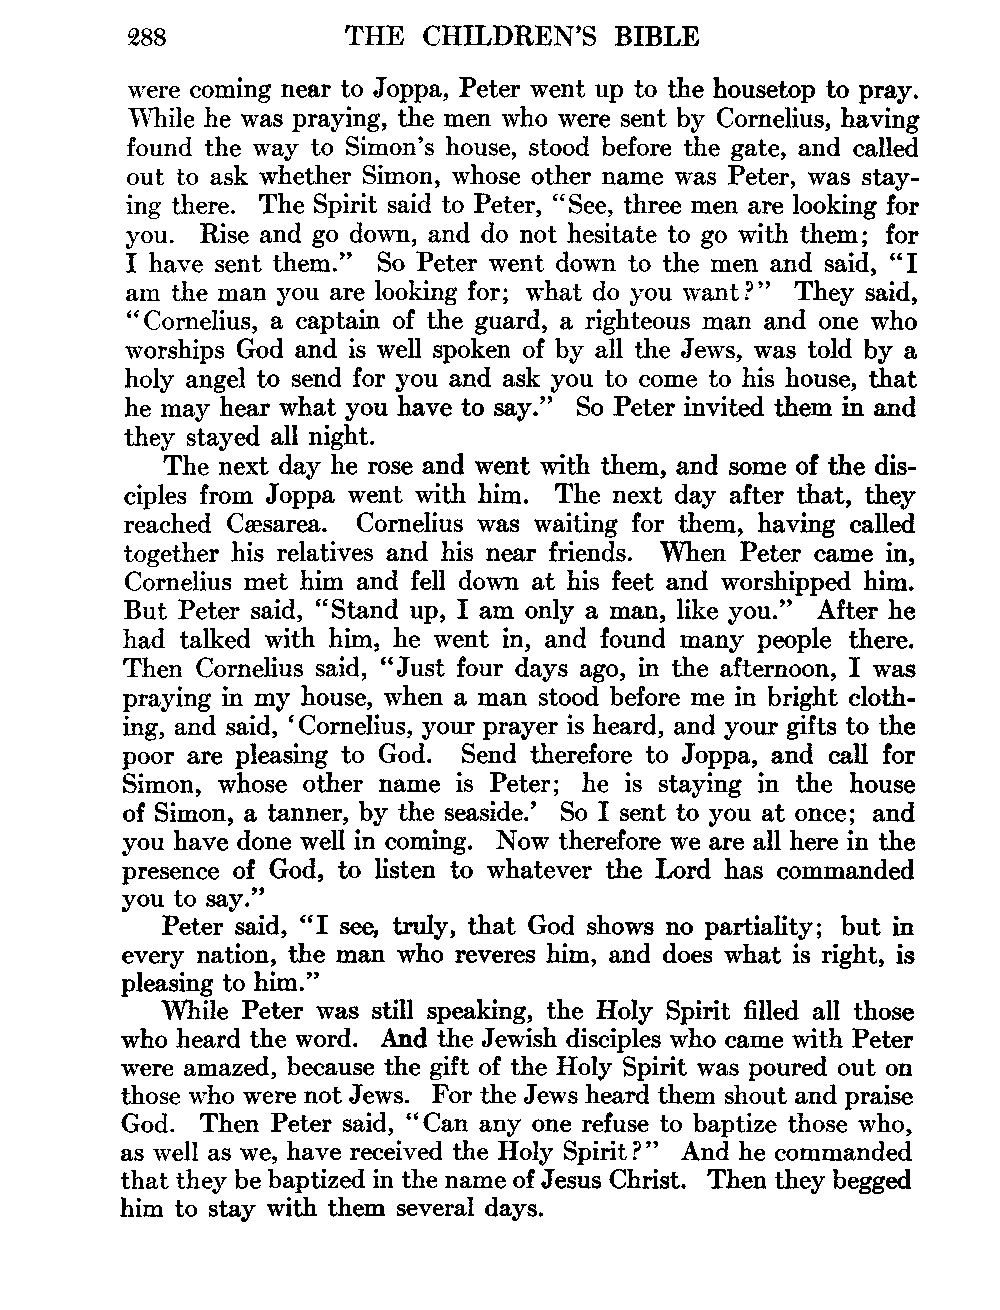 288 THE CHILDREN'S BIBLE
were coming near to Joppa, Peter went up to the housetop to pray.
While he was praying, the men who were sent by Cornelius, having
found the way to Simon's house, stood before the gate, and called
out to ask whether Simon, whose other name was Peter, was stay-
ing there. The Spirit said to Peter, "See, three men are looking for
you. Rise and go down, and do not hesitate to go with them; for
I have sent them." So Peter went down to the men and said, "I
am the man you are looking for; what do you want?" They said,
"Cornelius, a captain of the guard, a righteous man and one who
worships God and is well spoken of by all the Jews, was told by a
holy angel to send for you and ask you to come to his house, that
he may hear what you have to say." So Peter invited them in and
they stayed all night.
The next day he rose and went with them, and some of the dis-
ciples from Joppa went with him. The next day after that, they
reached Cæsarea. Cornelius was waiting for them, having called
together his relatives and his near friends. When Peter came in,
Cornelius met him and fell down at his feet and worshipped him.
But Peter said, "Stand up, I am only a man, like you." After he
had talked with him, he went in, and found many people there.
Then Cornelius said, "Just four days ago, in the afternoon, I was
praying in my house, when a man stood before me in bright cloth-
ing, and said, 'Cornelius, your prayer is heard, and your gifts to the
poor are pleasing to God. Send therefore to Joppa, and call for
Simon, whose other name is Peter; he is staying in the house
of Simon, a tanner, by the seaside.' So I sent to you at once; and
you have done well in coming. Now therefore we are all here in the
presence of God, to listen to whatever the Lord has commanded
you to say."
Peter said, "I see, truly, that God shows no partiality; but in
every nation, the man who reveres him, and does what is right, is
pleasing to him."
While Peter was still speaking, the Holy Spirit filled all those
who heard the word. And the Jewish disciples who came with Peter
were amazed, because the gift of the Holy Spirit was poured out on
those who were not Jews. For the Jews heard them shout and praise
God. Then Peter said, "Can any one refuse to baptize those who,
as well as we, have received the Holy Spirit?" And he commanded
that they be baptized in the name of Jesus Christ. Then they begged
him to stay with them several days.